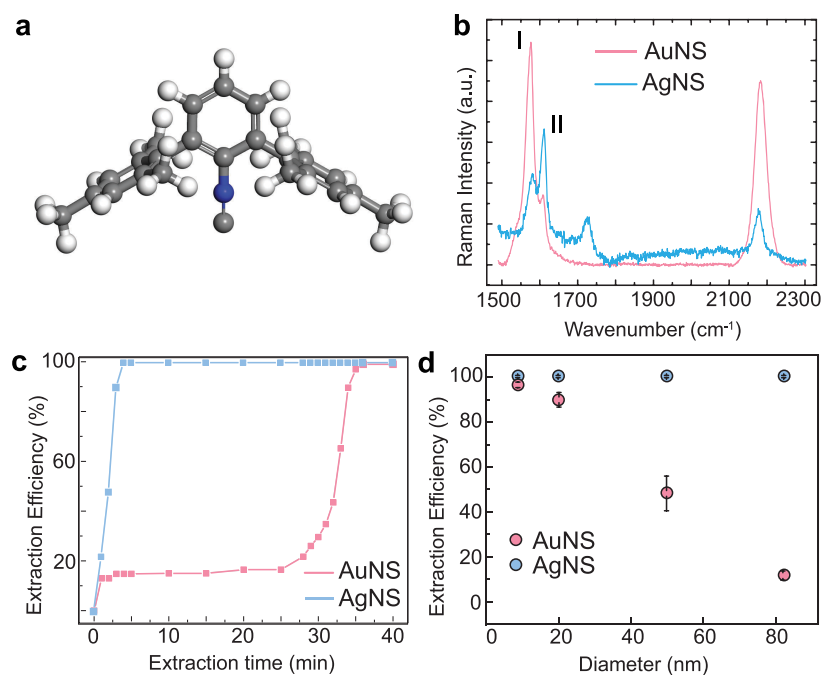 a
b
I
II
AuNS
AgNS
Raman Intensity (a.u.)
1500 1700 1900 2100 2300
Wavenumber (cm⁻¹)
c
100
60
20
Extraction Efficiency (%)
AuNS
AgNS
0 10 20 30 40
Extraction time (min)
d
100
80
60
40
20
0
Extraction Efficiency (%)
AuNS
AgNS
0 20 40 60 80
Diameter (nm)